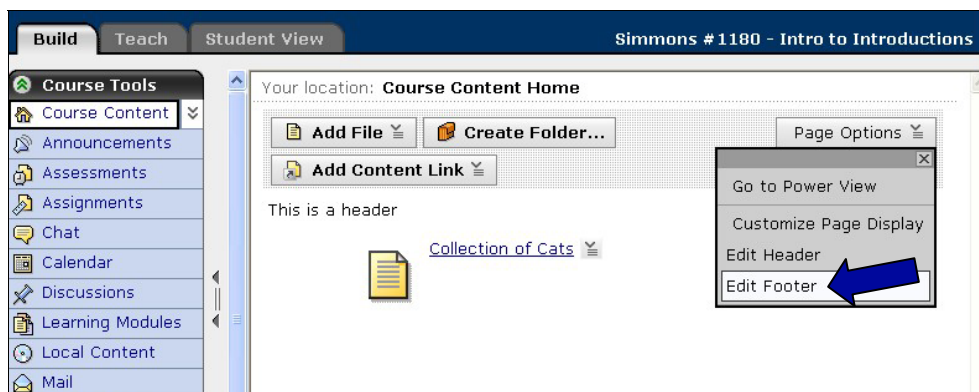 Build Teach Student View Simmons #1180 - Intro to Introductions
Course Tools
Course Content
Announcements
Assessments
Assignments
Chat
Calendar
Discussions
Learning Modules
Local Content
Mail
Your location: Course Content Home
Add File Create Folder... Page Options
Add Content Link
Go to Power View
Customize Page Display
Edit Header
Edit Footer
This is a header
Collection of Cats